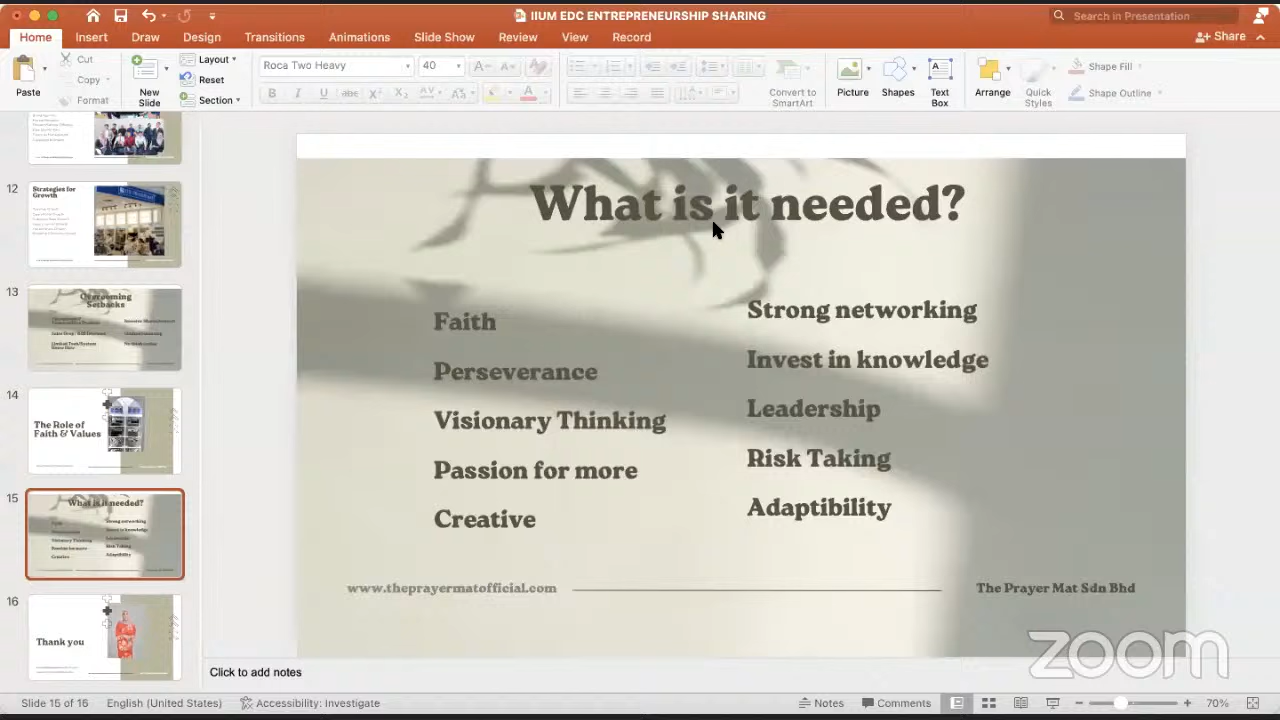 IIUM EDC ENTREPRENEURSHIP SHARING
Search in Presentation
Home Insert Draw Design Transitions Animations Slide Show Review View Record
Share
Paste
Cut
Copy
Format
New Slide
Layout
Reset
Section
Roca Two Heavy
40
Convert to SmartArt
Picture
Shapes
Text Box
Arrange
Quick Styles
Shape Fill
Shape Outline
12
Strategies for
Growth
13
Overcoming
Setbacks
14
The Role of
Faith & Values
15
What is it needed?
16
Thank you
What is it needed?
Faith
Perseverance
Visionary Thinking
Passion for more
Creative
Strong networking
Invest in knowledge
Leadership
Risk Taking
Adaptibility
www.theprayermatofficial.com
The Prayer Mat Sdn Bhd
zoom
Click to add notes
Slide 15 of 16
English (United States)
Accessibility: Investigate
Notes
Comments
70%